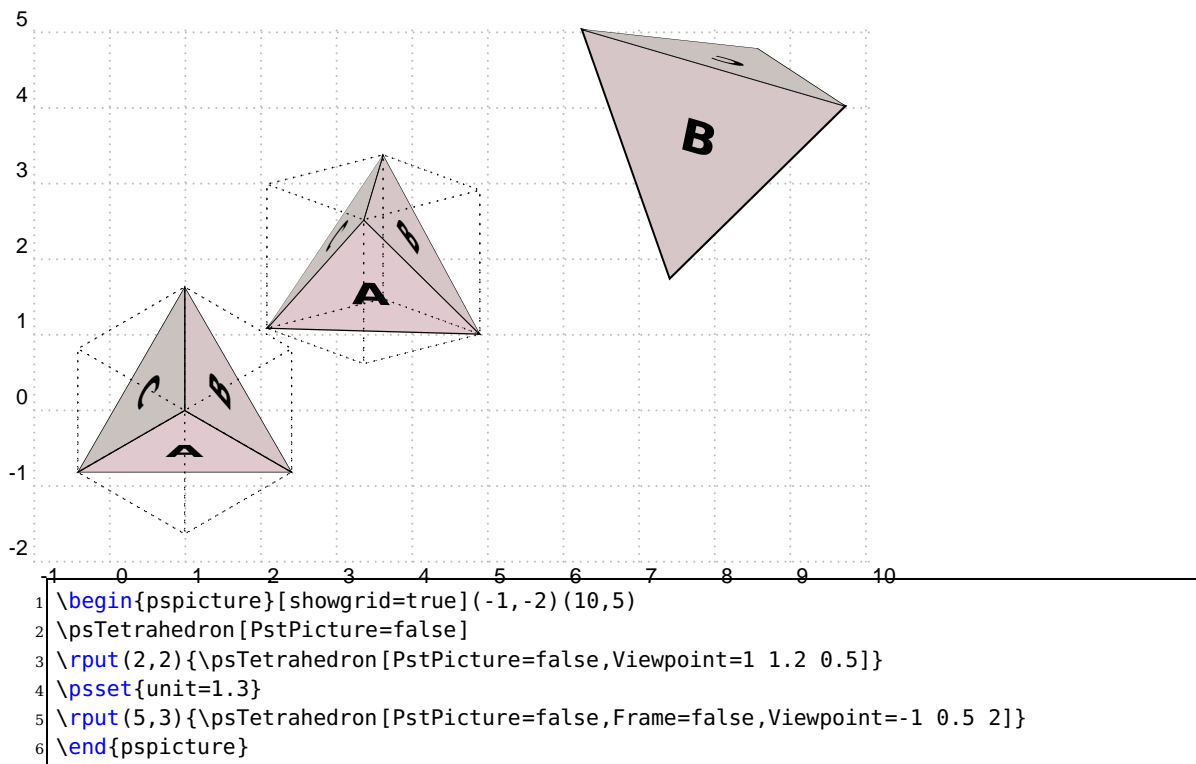 5
4
3
2
1
0
-1
-2
-1 0 1 2 3 4 5 6 7 8 9 10
C
B
C
B
A
C B
A
1 \begin{pspicture}[showgrid=true](-1,-2)(10,5)
2 \psTetrahedron[PstPicture=false]
3 \rput(2,2){\psTetrahedron[PstPicture=false,Viewpoint=1 1.2 0.5]}
4 \psset{unit=1.3}
5 \rput(5,3){\psTetrahedron[PstPicture=false,Frame=false,Viewpoint=-1 0.5 2]}
6 \end{pspicture}